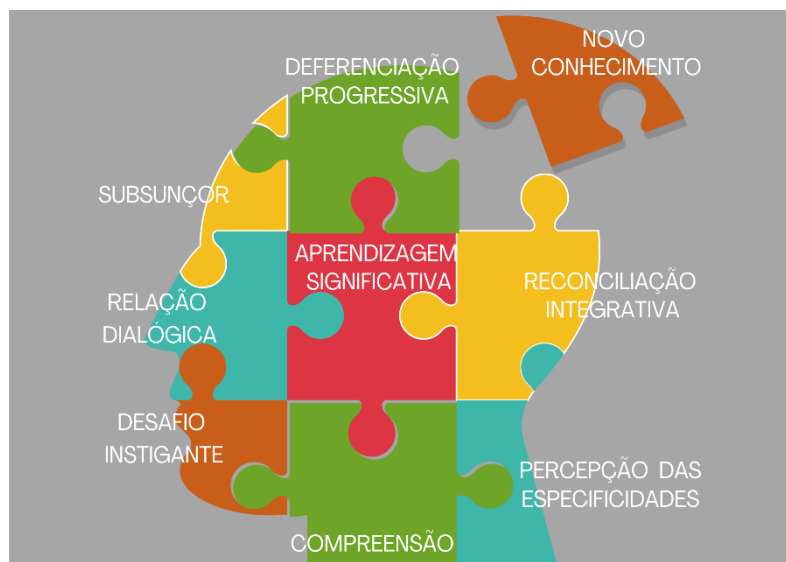 NOVO
CONHECIMENTO
DEFERENCIAÇÃO
PROGRESSIVA
SUBSUNÇOR
APRENDIZAGEM
SIGNIFICATIVA
RECONCILIAÇÃO
INTEGRATIVA
RELAÇÃO
DIALÓGICA
DESAFIO
INSTIGANTE
PERCEPÇÃO DAS
ESPECIFICIDADES
COMPREENSÃO